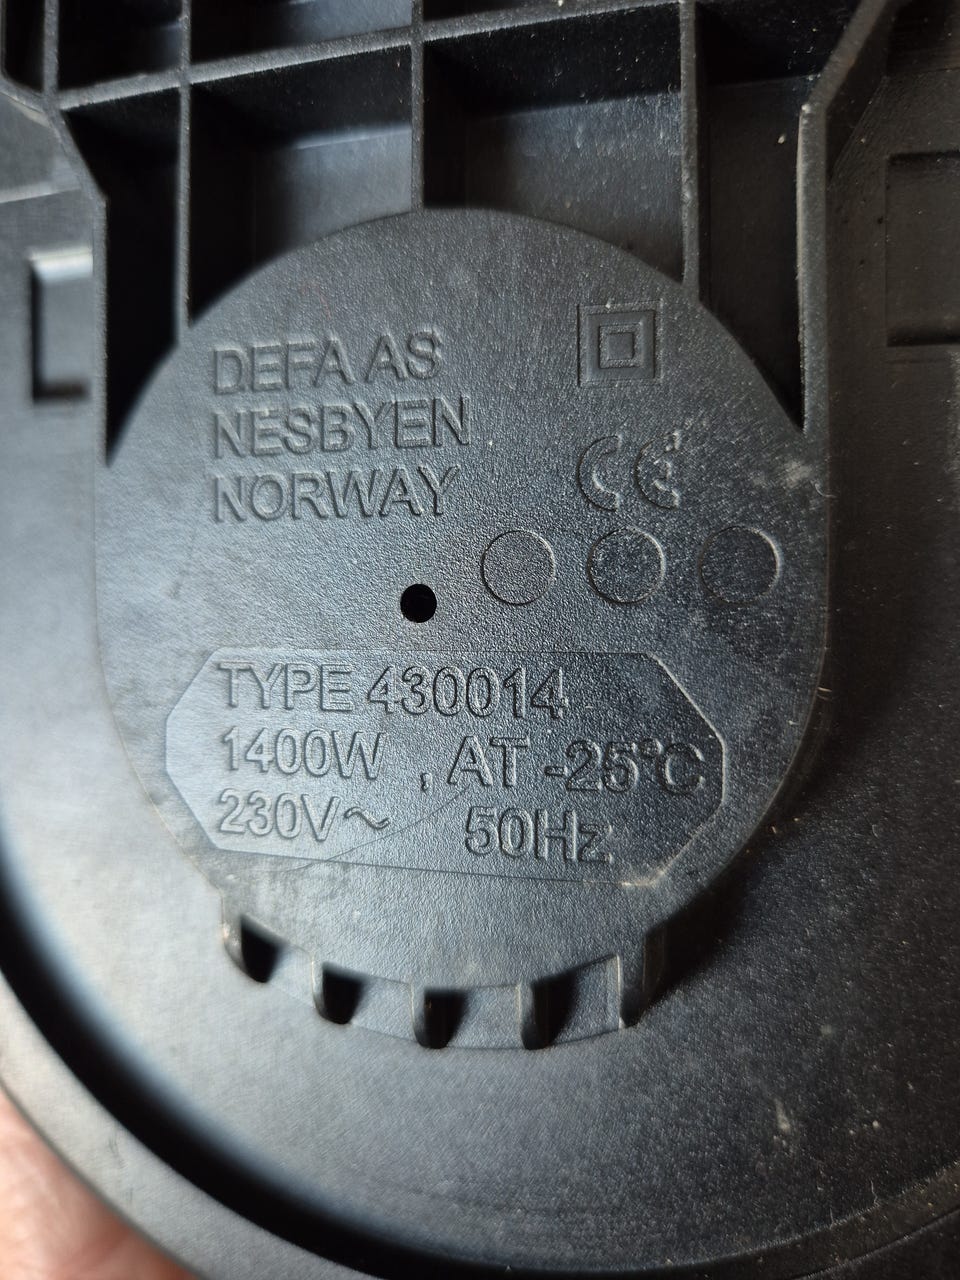 DEFA AS
NESBYEN
NORWAY
CE
TYPE 430014
1400W , AT -25°C
230V~ 50Hz